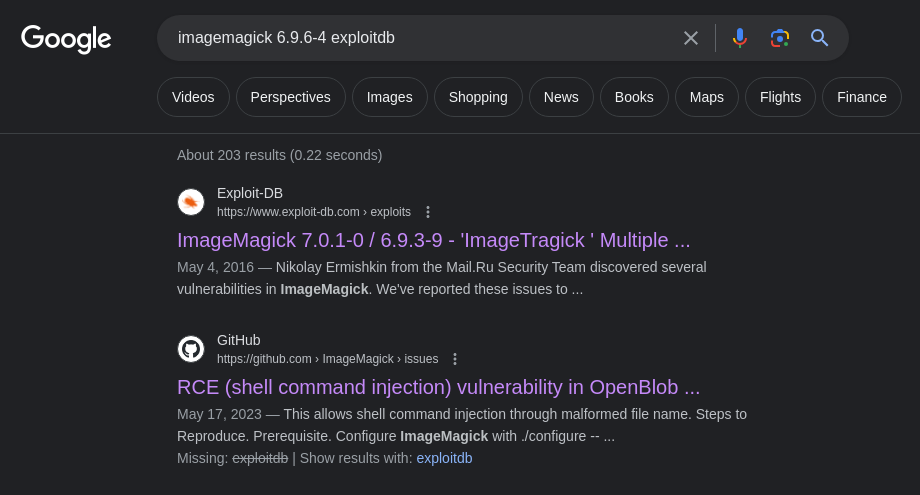 Google
imagemagick 6.9.6-4 exploitdb
Videos Perspectives Images Shopping News Books Maps Flights Finance
About 203 results (0.22 seconds)
Exploit-DB
https://www.exploit-db.com › exploits
ImageMagick 7.0.1-0 / 6.9.3-9 - 'ImageTragick ' Multiple ...
May 4, 2016 — Nikolay Ermishkin from the Mail.Ru Security Team discovered several
vulnerabilities in ImageMagick. We've reported these issues to ...
GitHub
https://github.com › ImageMagick › issues
RCE (shell command injection) vulnerability in OpenBlob ...
May 17, 2023 — This allows shell command injection through malformed file name. Steps to
Reproduce. Prerequisite. Configure ImageMagick with ./configure -- ...
Missing: exploitdb | Show results with: exploitdb